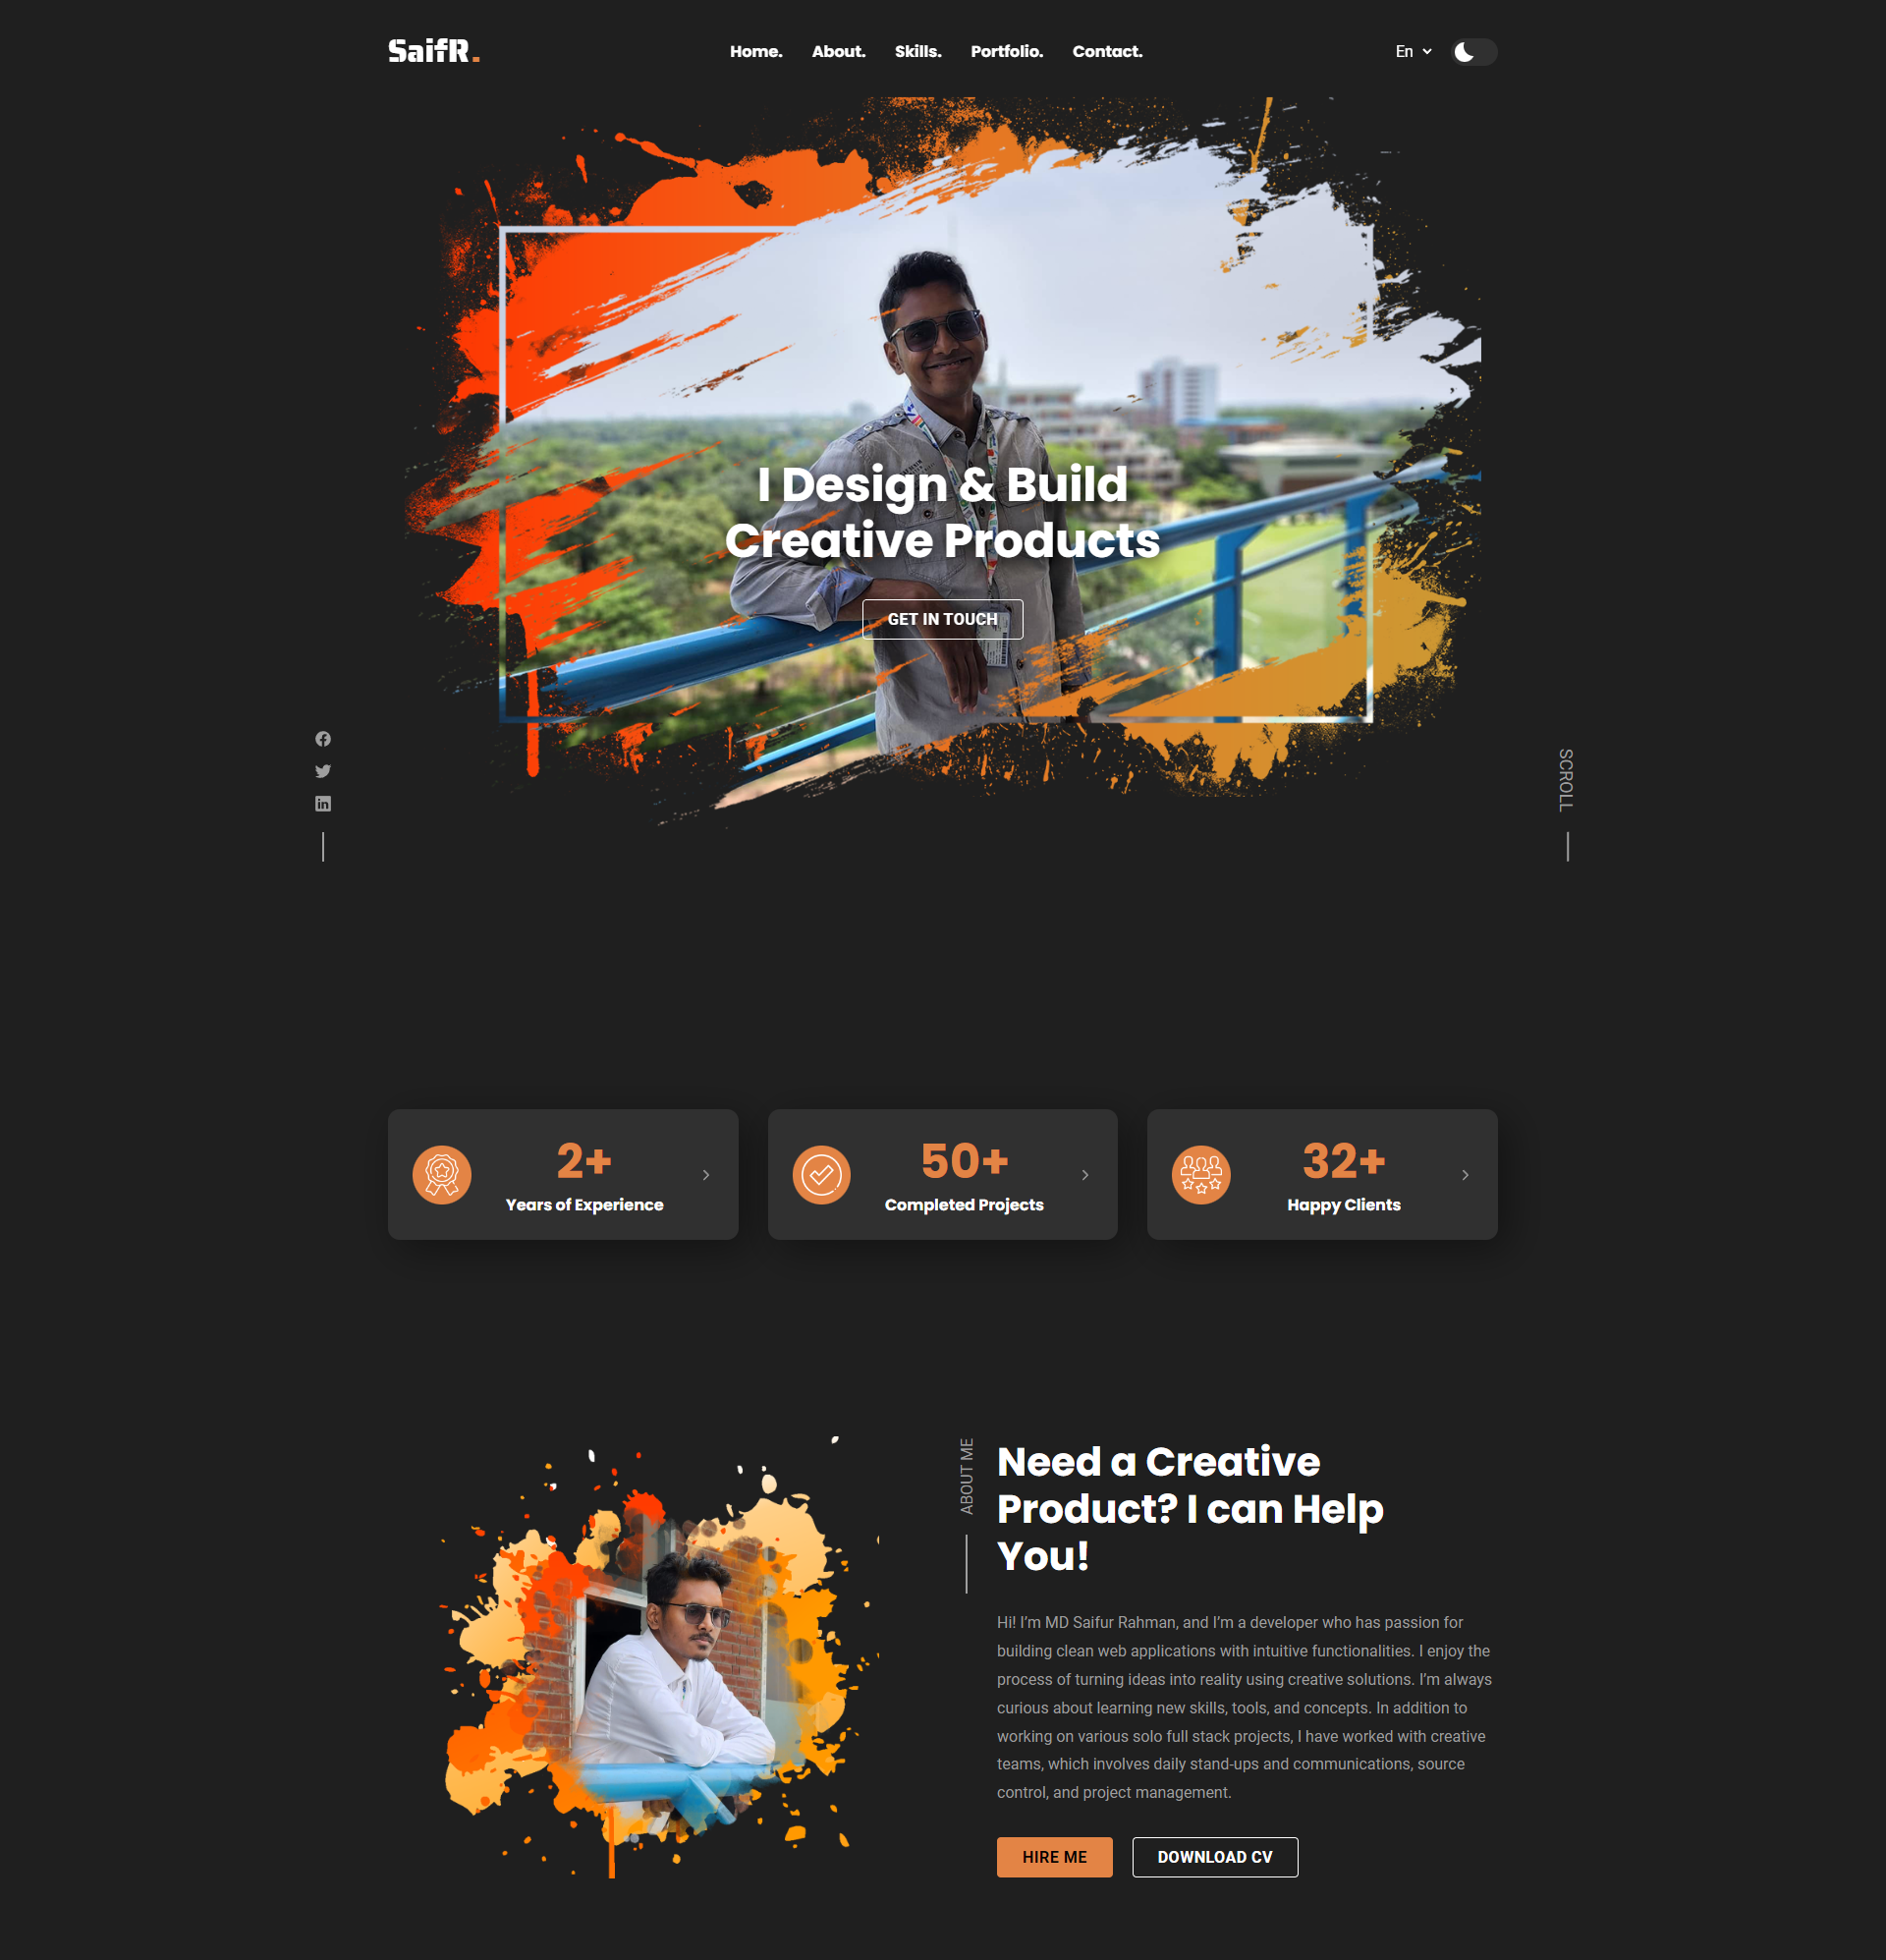 SaifR.
Home. About. Skills. Portfolio. Contact.
En
I Design & Build
Creative Products
GET IN TOUCH
SCROLL
2+
Years of Experience
50+
Completed Projects
32+
Happy Clients
ABOUT ME
Need a Creative
Product? I can Help
You!
Hi! I’m MD Saifur Rahman, and I’m a developer who has passion for
building clean web applications with intuitive functionalities. I enjoy the
process of turning ideas into reality using creative solutions. I’m always
curious about learning new skills, tools, and concepts. In addition to
working on various solo full stack projects, I have worked with creative
teams, which involves daily stand-ups and communications, source
control, and project management.
HIRE ME
DOWNLOAD CV